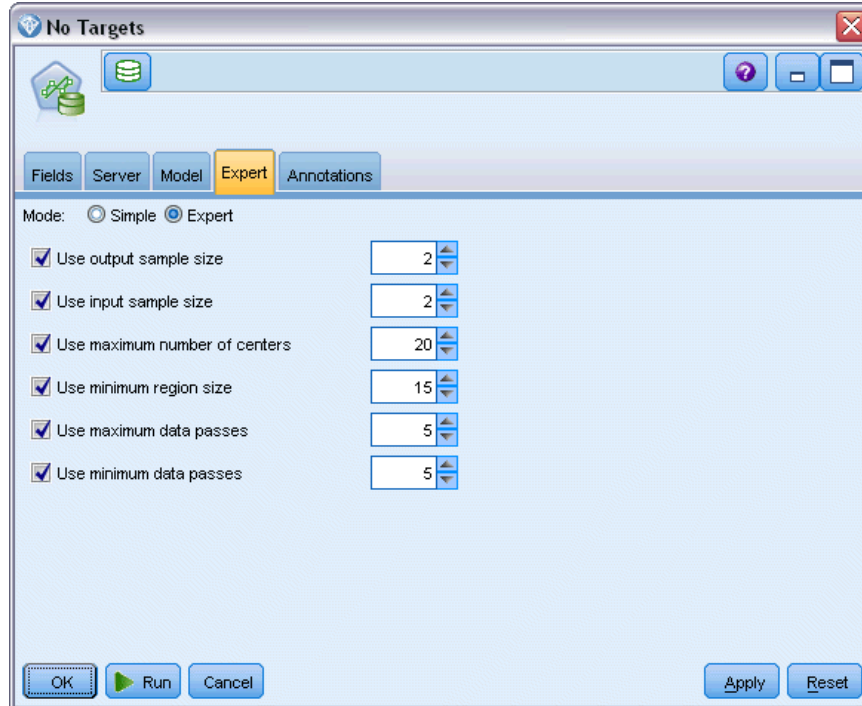 No Targets
Fields Server Model Expert Annotations
Mode: Simple Expert
Use output sample size 2
Use input sample size 2
Use maximum number of centers 20
Use minimum region size 15
Use maximum data passes 5
Use minimum data passes 5
OK Run Cancel Apply Reset